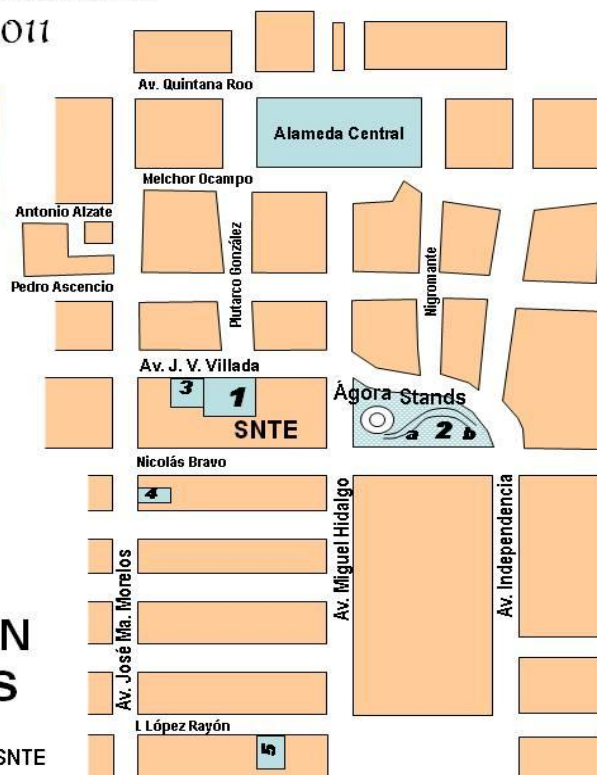 011
Av. Quintana Roo
Alameda Central
Melchor Ocampo
Antonio Alzate
Plutarco González
Nigromante
Pedro Ascencio
Av. J. V. Villada
3
1
Ágora Stands
a 2 b
SNTE
Nicolás Bravo
4
Av. Miguel Hidalgo
Av. Independencia
Av. José Ma. Morelos
N
S
L López Rayón
5
SNTE